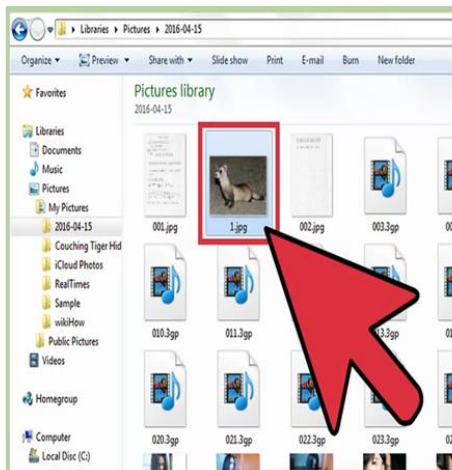 Libraries ▸ Pictures ▸ 2016-04-15
Organize Preview Share with Slide show Print E-mail Burn New folder
Favorites
Libraries
Documents
Music
Pictures
My Pictures
2016-04-15
Couching Tiger Hid
iCloud Photos
RealTimes
Sample
wikiHow
Public Pictures
Videos
Homegroup
Computer
Local Disc (C:)
Pictures library
2016-04-15
001.jpg 1.jpg 002.jpg 003.3gp
010.3gp 011.3gp 3.3gp
020.3gp 021.3gp 022.3gp 023.3gp